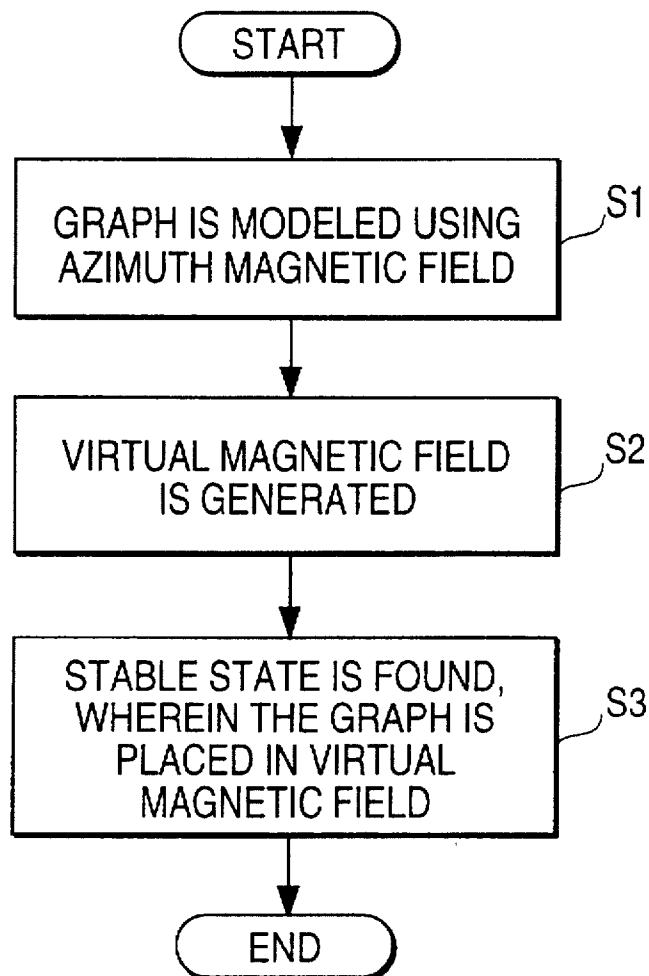 START
GRAPH IS MODELED USING
AZIMUTH MAGNETIC FIELD
S1
VIRTUAL MAGNETIC FIELD
IS GENERATED
S2
STABLE STATE IS FOUND,
WHEREIN THE GRAPH IS
PLACED IN VIRTUAL
MAGNETIC FIELD
S3
END